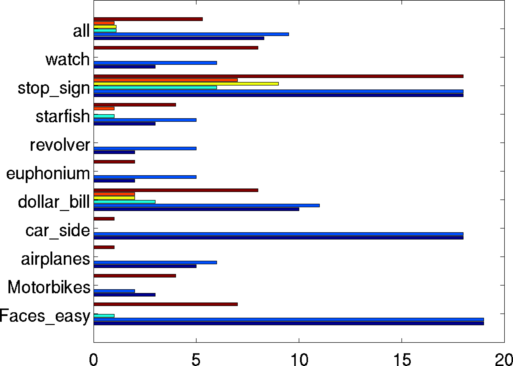 all
watch
stop_sign
starfish
revolver
euphonium
dollar_bill
car_side
airplanes
Motorbikes
Faces_easy
0 5 10 15 20